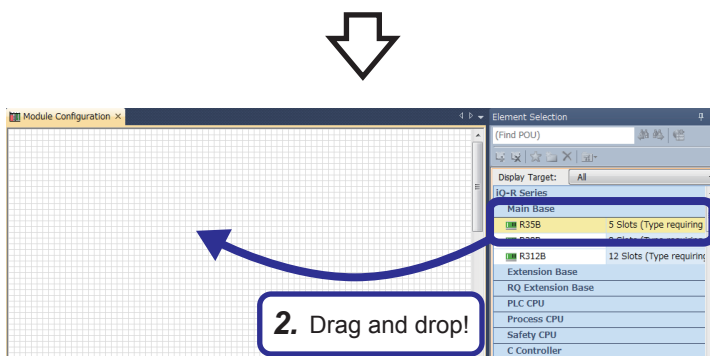 Module Configuration ×
Element Selection
(Find POU)
Display Target: All
iQ-R Series
Main Base
R35B 5 Slots (Type requiring
R312B 12 Slots (Type requiring
Extension Base
RQ Extension Base
PLC CPU
Process CPU
Safety CPU
C Controller
2. Drag and drop!